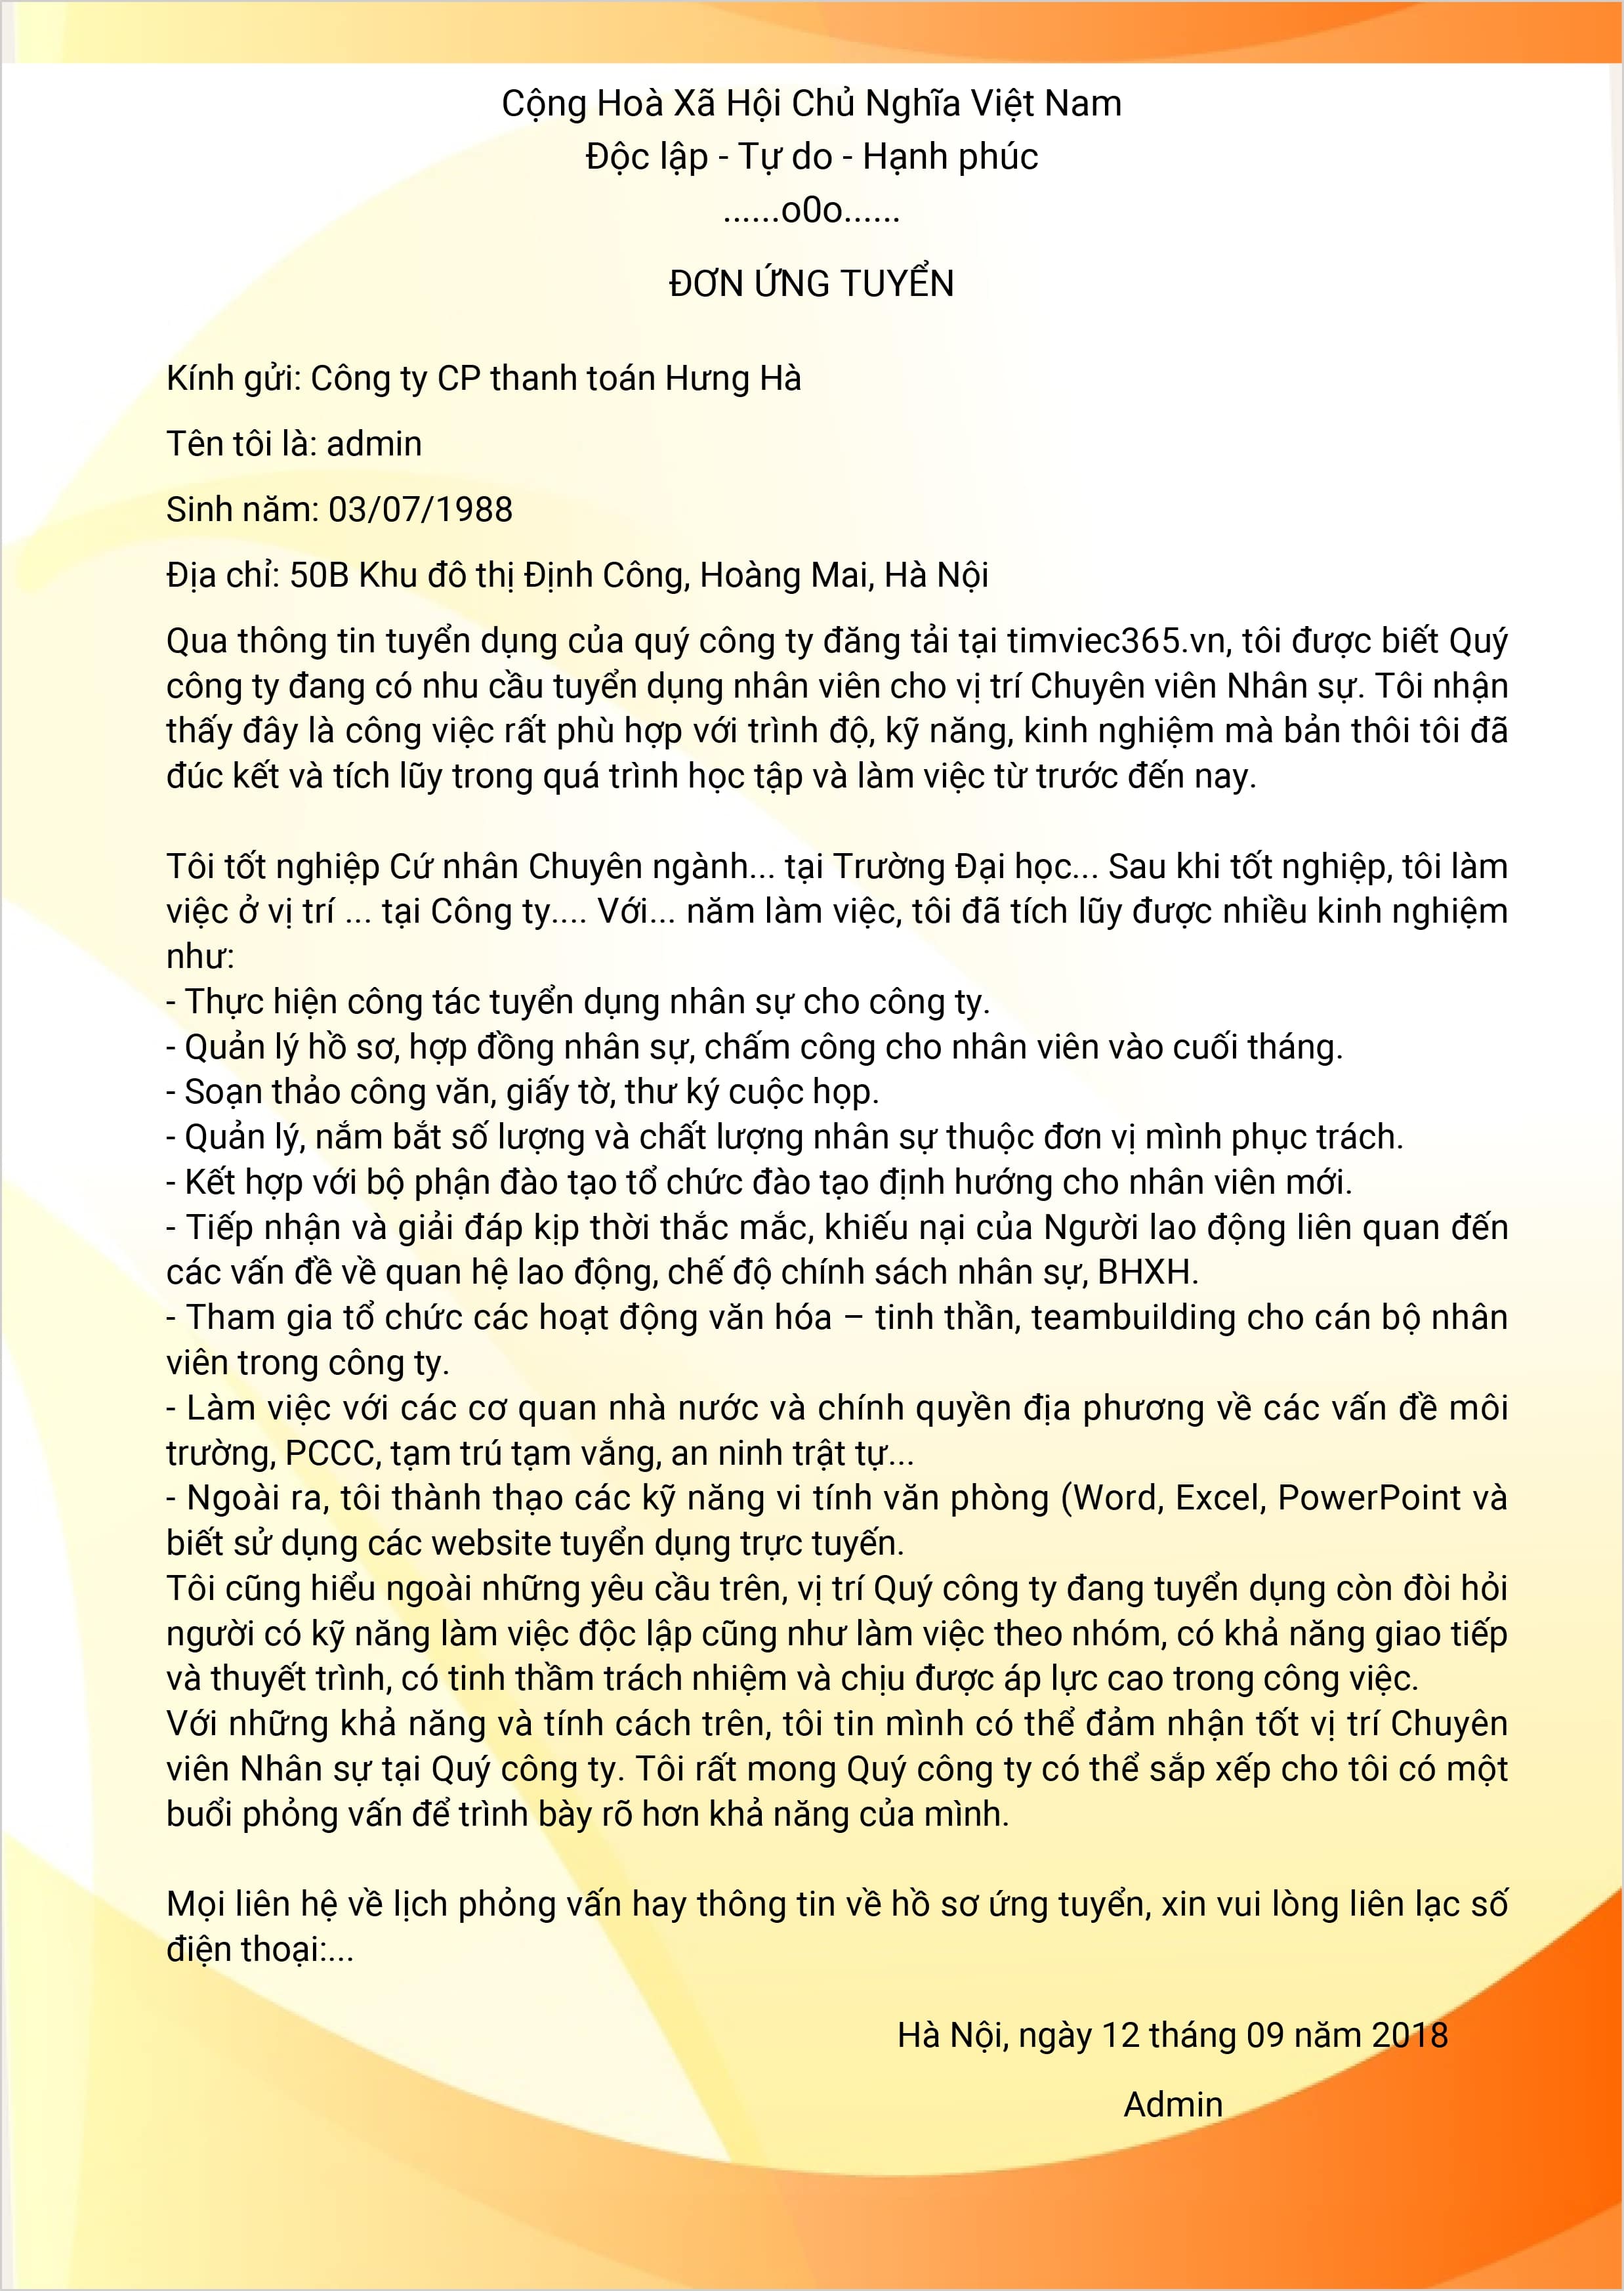 Cộng Hoà Xã Hội Chủ Nghĩa Việt Nam
Độc lập - Tự do - Hạnh phúc
......o0o......
ĐƠN ỨNG TUYỂN
Kính gửi: Công ty CP thanh toán Hưng Hà
Tên tôi là: admin
Sinh năm: 03/07/1988
Địa chỉ: 50B Khu đô thị Định Công, Hoàng Mai, Hà Nội
Qua thông tin tuyển dụng của quý công ty đăng tải tại timviec365.vn, tôi được biết Quý
công ty đang có nhu cầu tuyển dụng nhân viên cho vị trí Chuyên viên Nhân sự. Tôi nhận
thấy đây là công việc rất phù hợp với trình độ, kỹ năng, kinh nghiệm mà bản thôi tôi đã
đúc kết và tích lũy trong quá trình học tập và làm việc từ trước đến nay.
Tôi tốt nghiệp Cứ nhân Chuyên ngành... tại Trường Đại học... Sau khi tốt nghiệp, tôi làm
việc ở vị trí ... tại Công ty.... Với... năm làm việc, tôi đã tích lũy được nhiều kinh nghiệm
như:
- Thực hiện công tác tuyển dụng nhân sự cho công ty.
- Quản lý hồ sơ, hợp đồng nhân sự, chấm công cho nhân viên vào cuối tháng.
- Soạn thảo công văn, giấy tờ, thư ký cuộc họp.
- Quản lý, nắm bắt số lượng và chất lượng nhân sự thuộc đơn vị mình phục trách.
- Kết hợp với bộ phận đào tạo tổ chức đào tạo định hướng cho nhân viên mới.
- Tiếp nhận và giải đáp kịp thời thắc mắc, khiếu nại của Người lao động liên quan đến
các vấn đề về quan hệ lao động, chế độ chính sách nhân sự, BHXH.
- Tham gia tổ chức các hoạt động văn hóa – tinh thần, teambuilding cho cán bộ nhân
viên trong công ty.
- Làm việc với các cơ quan nhà nước và chính quyền địa phương về các vấn đề môi
trường, PCCC, tạm trú tạm vắng, an ninh trật tự...
- Ngoài ra, tôi thành thạo các kỹ năng vi tính văn phòng (Word, Excel, PowerPoint và
biết sử dụng các website tuyển dụng trực tuyến.
Tôi cũng hiểu ngoài những yêu cầu trên, vị trí Quý công ty đang tuyển dụng còn đòi hỏi
người có kỹ năng làm việc độc lập cũng như làm việc theo nhóm, có khả năng giao tiếp
và thuyết trình, có tinh thầm trách nhiệm và chịu được áp lực cao trong công việc.
Với những khả năng và tính cách trên, tôi tin mình có thể đảm nhận tốt vị trí Chuyên
viên Nhân sự tại Quý công ty. Tôi rất mong Quý công ty có thể sắp xếp cho tôi có một
buổi phỏng vấn để trình bày rõ hơn khả năng của mình.
Mọi liên hệ về lịch phỏng vấn hay thông tin về hồ sơ ứng tuyển, xin vui lòng liên lạc số
điện thoại:...
Hà Nội, ngày 12 tháng 09 năm 2018
Admin